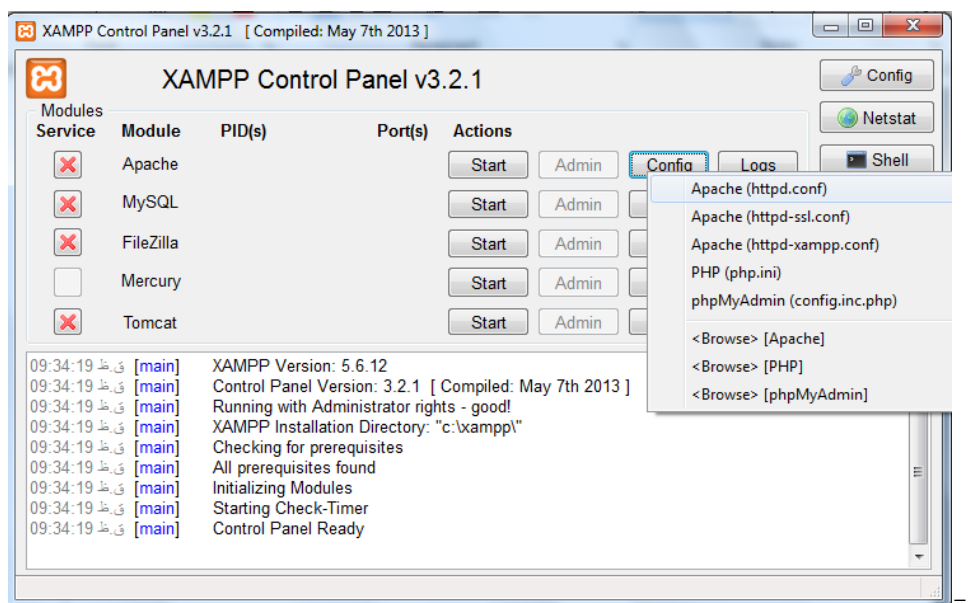 XAMPP Control Panel v3.2.1 [ Compiled: May 7th 2013 ]
XAMPP Control Panel v3.2.1
Config
Netstat
Shell
Modules
Service Module PID(s) Port(s) Actions
Apache Start Admin Config Logs
MySQL Start Admin
FileZilla Start Admin
Mercury Start Admin
Tomcat Start Admin
Apache (httpd.conf)
Apache (httpd-ssl.conf)
Apache (httpd-xampp.conf)
PHP (php.ini)
phpMyAdmin (config.inc.php)
<Browse> [Apache]
<Browse> [PHP]
<Browse> [phpMyAdmin]
09:34:19 ق.ظ [main] XAMPP Version: 5.6.12
09:34:19 ق.ظ [main] Control Panel Version: 3.2.1 [ Compiled: May 7th 2013 ]
09:34:19 ق.ظ [main] Running with Administrator rights - good!
09:34:19 ق.ظ [main] XAMPP Installation Directory: "c:\xampp\"
09:34:19 ق.ظ [main] Checking for prerequisites
09:34:19 ق.ظ [main] All prerequisites found
09:34:19 ق.ظ [main] Initializing Modules
09:34:19 ق.ظ [main] Starting Check-Timer
09:34:19 ق.ظ [main] Control Panel Ready